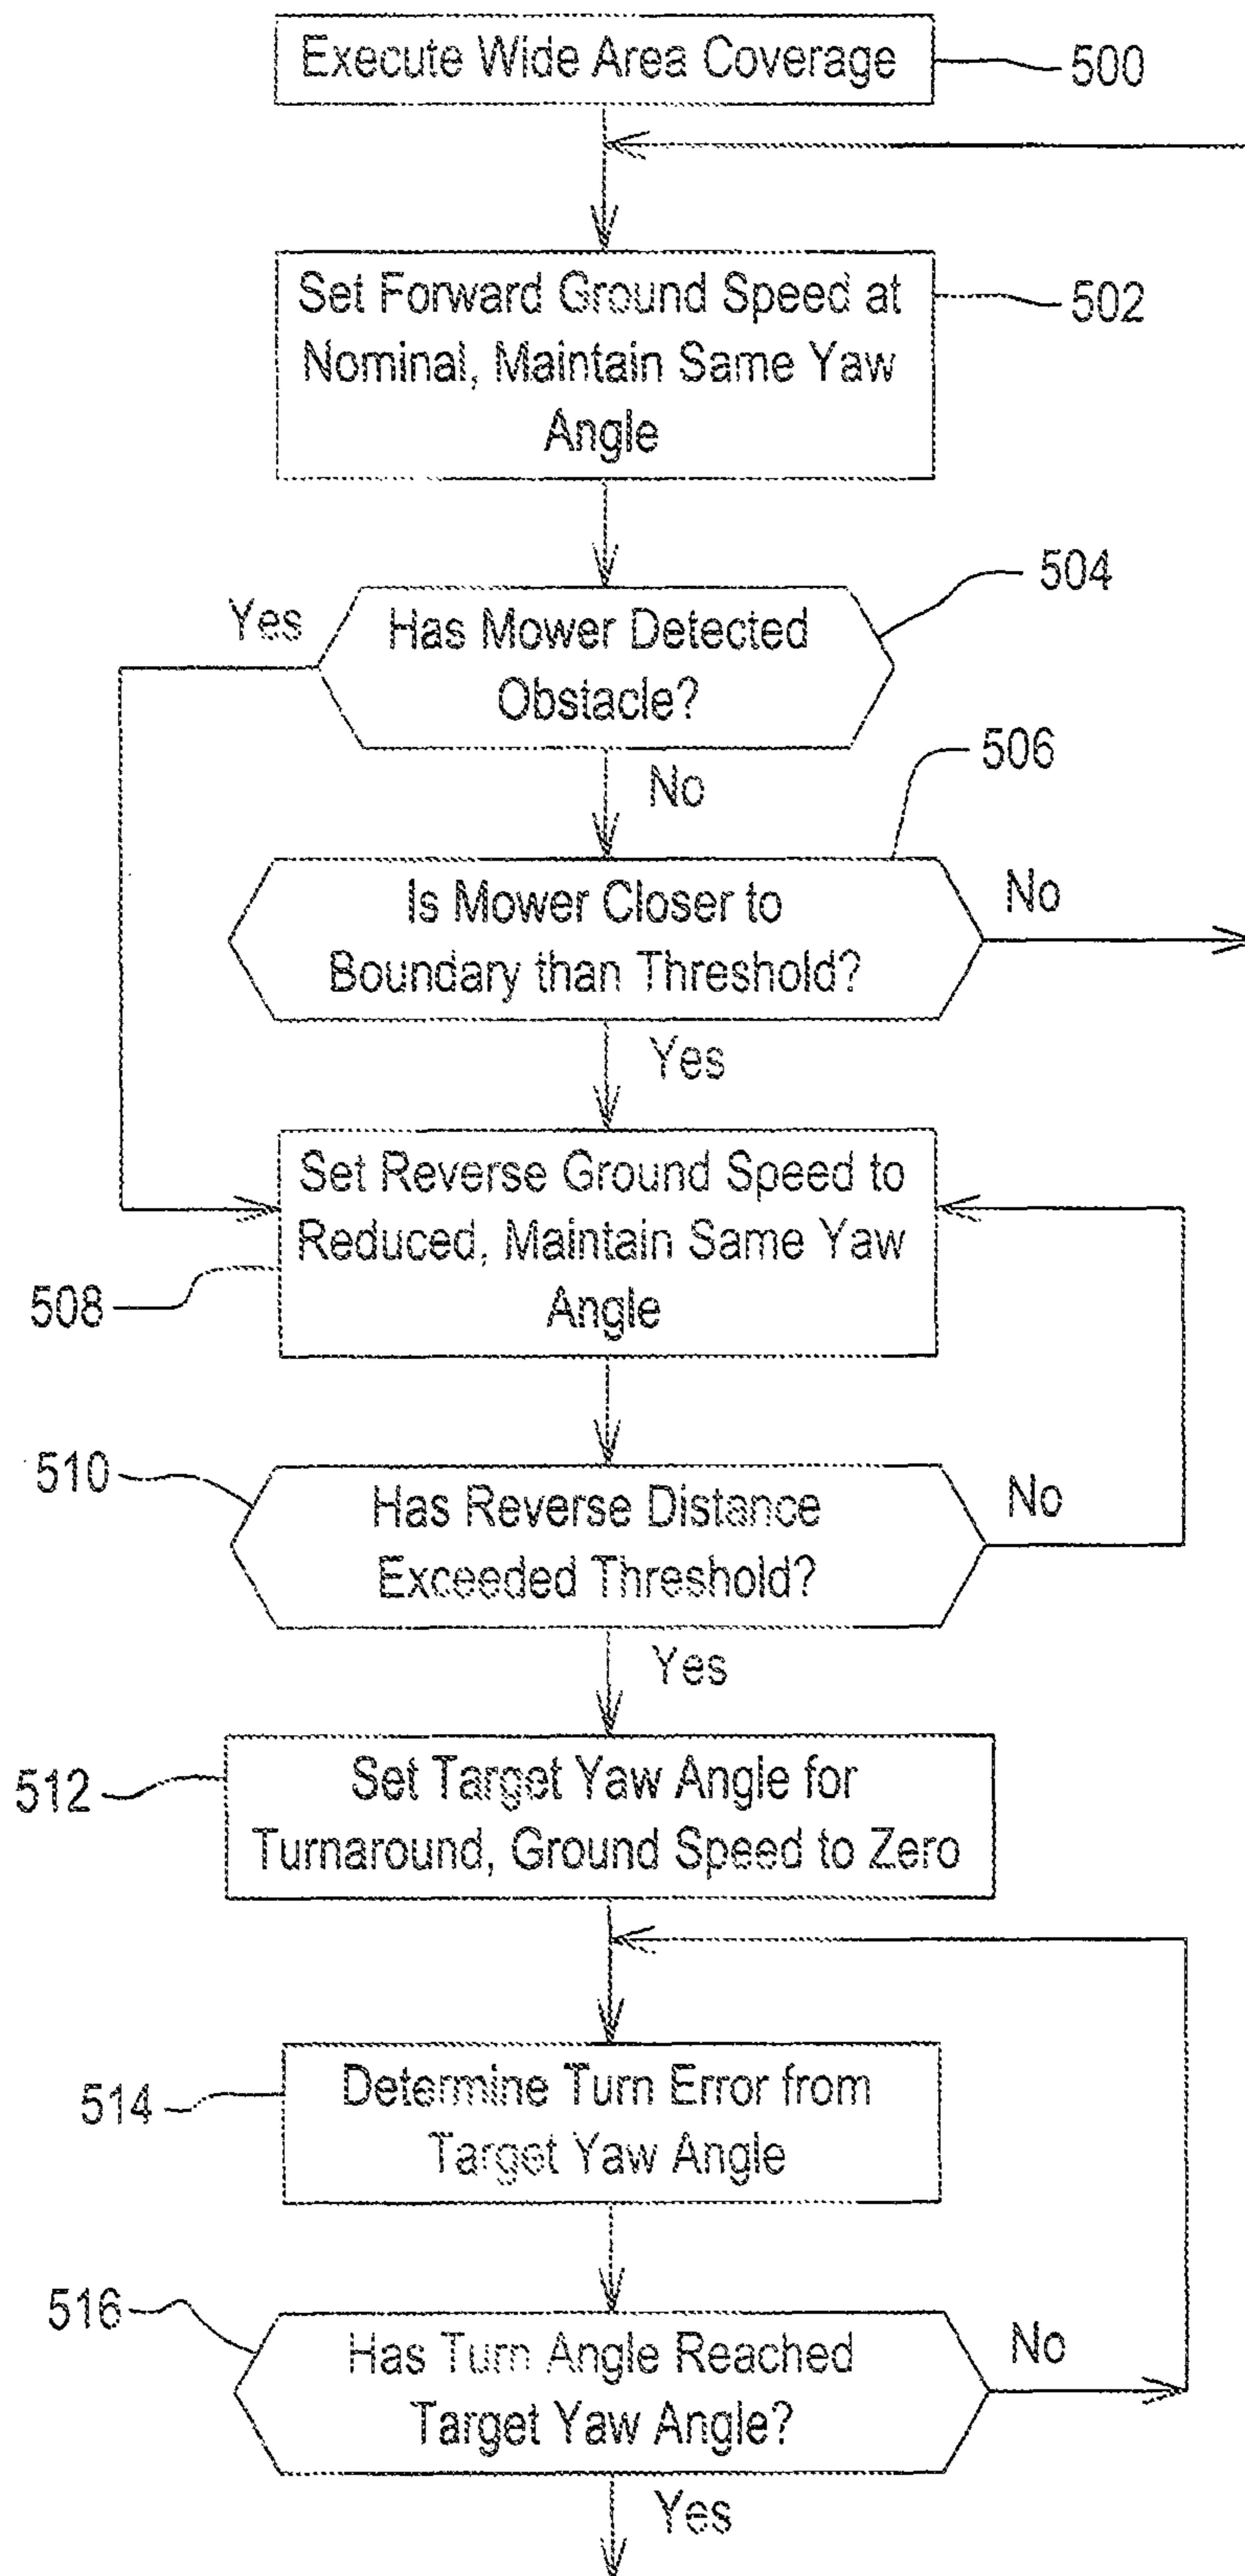 Execute Wide Area Coverage
500
Set Forward Ground Speed at
Nominal, Maintain Same Yaw
Angle
502
504
Yes
Has Mower Detected
Obstacle?
No
506
Is Mower Closer to
Boundary than Threshold?
No
Yes
Set Reverse Ground Speed to
Reduced, Maintain Same Yaw
Angle
508
510
Has Reverse Distance
Exceeded Threshold?
No
Yes
512
Set Target Yaw Angle for
Turnaround, Ground Speed to Zero
514
Determine Turn Error from
Target Yaw Angle
516
Has Turn Angle Reached
Target Yaw Angle?
No
Yes